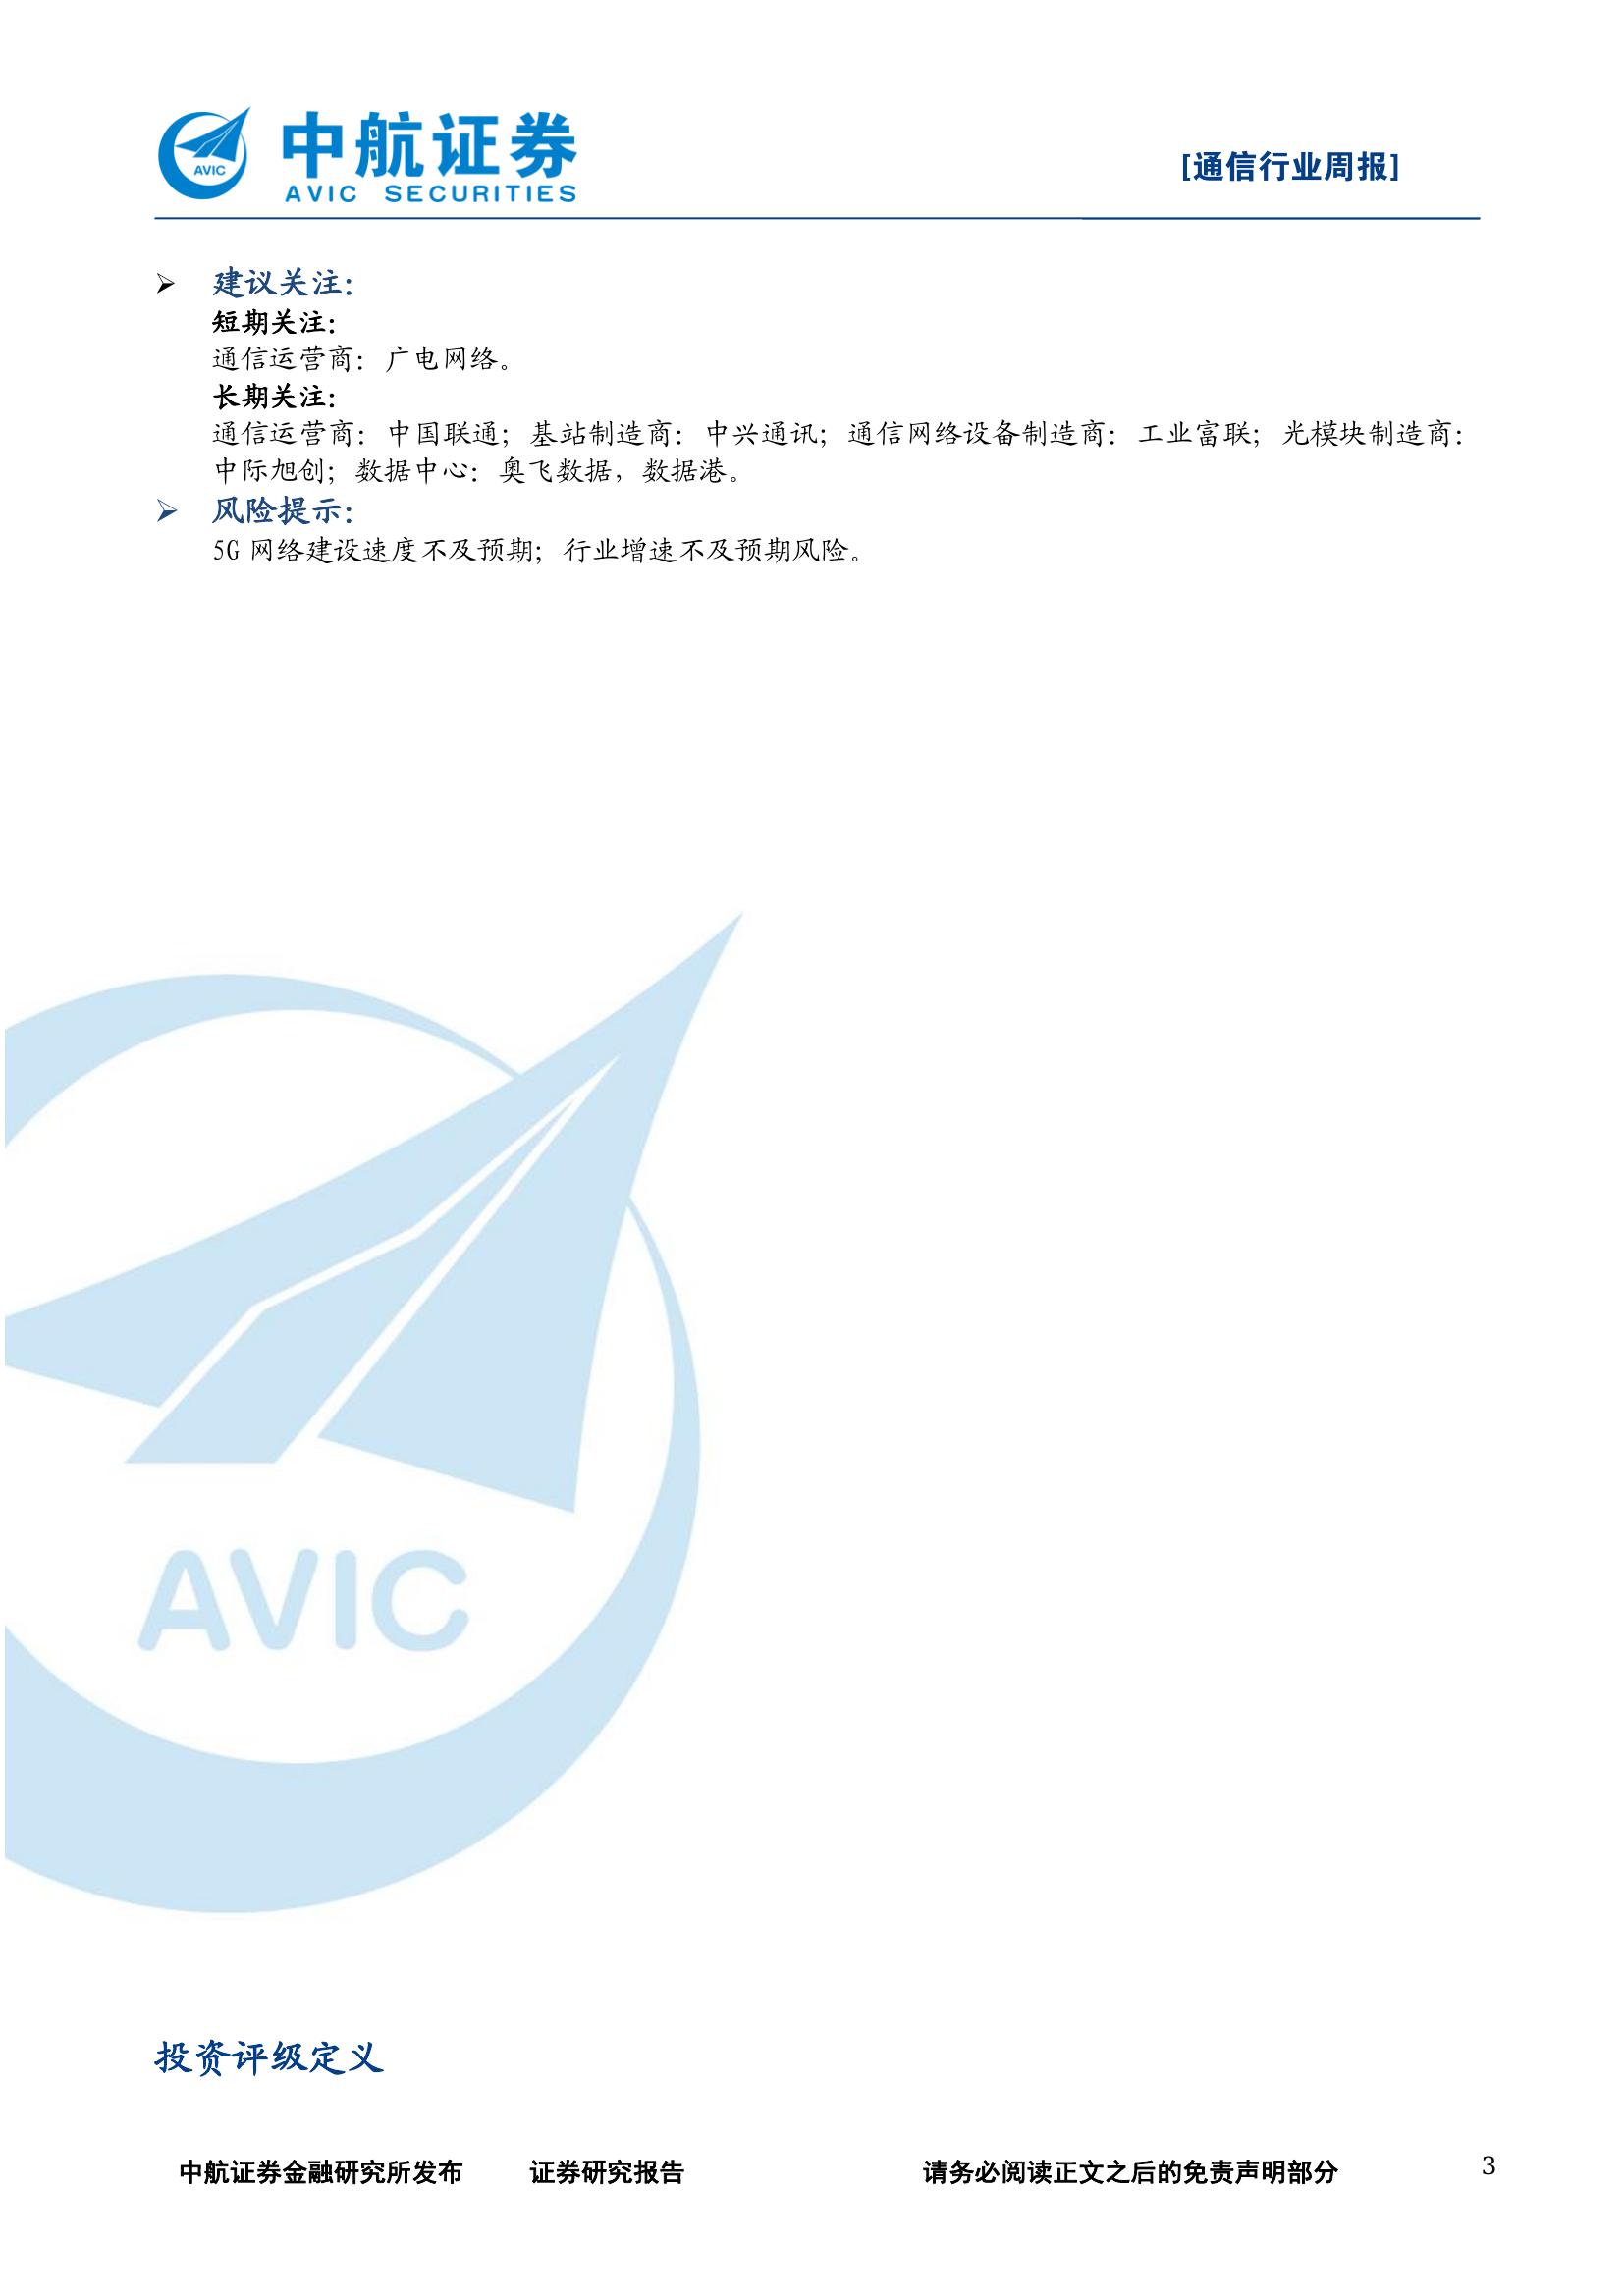 AVIC
中航证券
AVIC SECURITIES
[通信行业周报]
➢ 建议关注：
短期关注：
通信运营商：广电网络。
长期关注：
通信运营商：中国联通；基站制造商：中兴通讯；通信网络设备制造商：工业富联；光模块制造商：
中际旭创；数据中心：奥飞数据，数据港。
➢ 风险提示：
5G 网络建设速度不及预期；行业增速不及预期风险。
AVIC
投资评级定义
中航证券金融研究所发布 证券研究报告 请务必阅读正文之后的免责声明部分 3